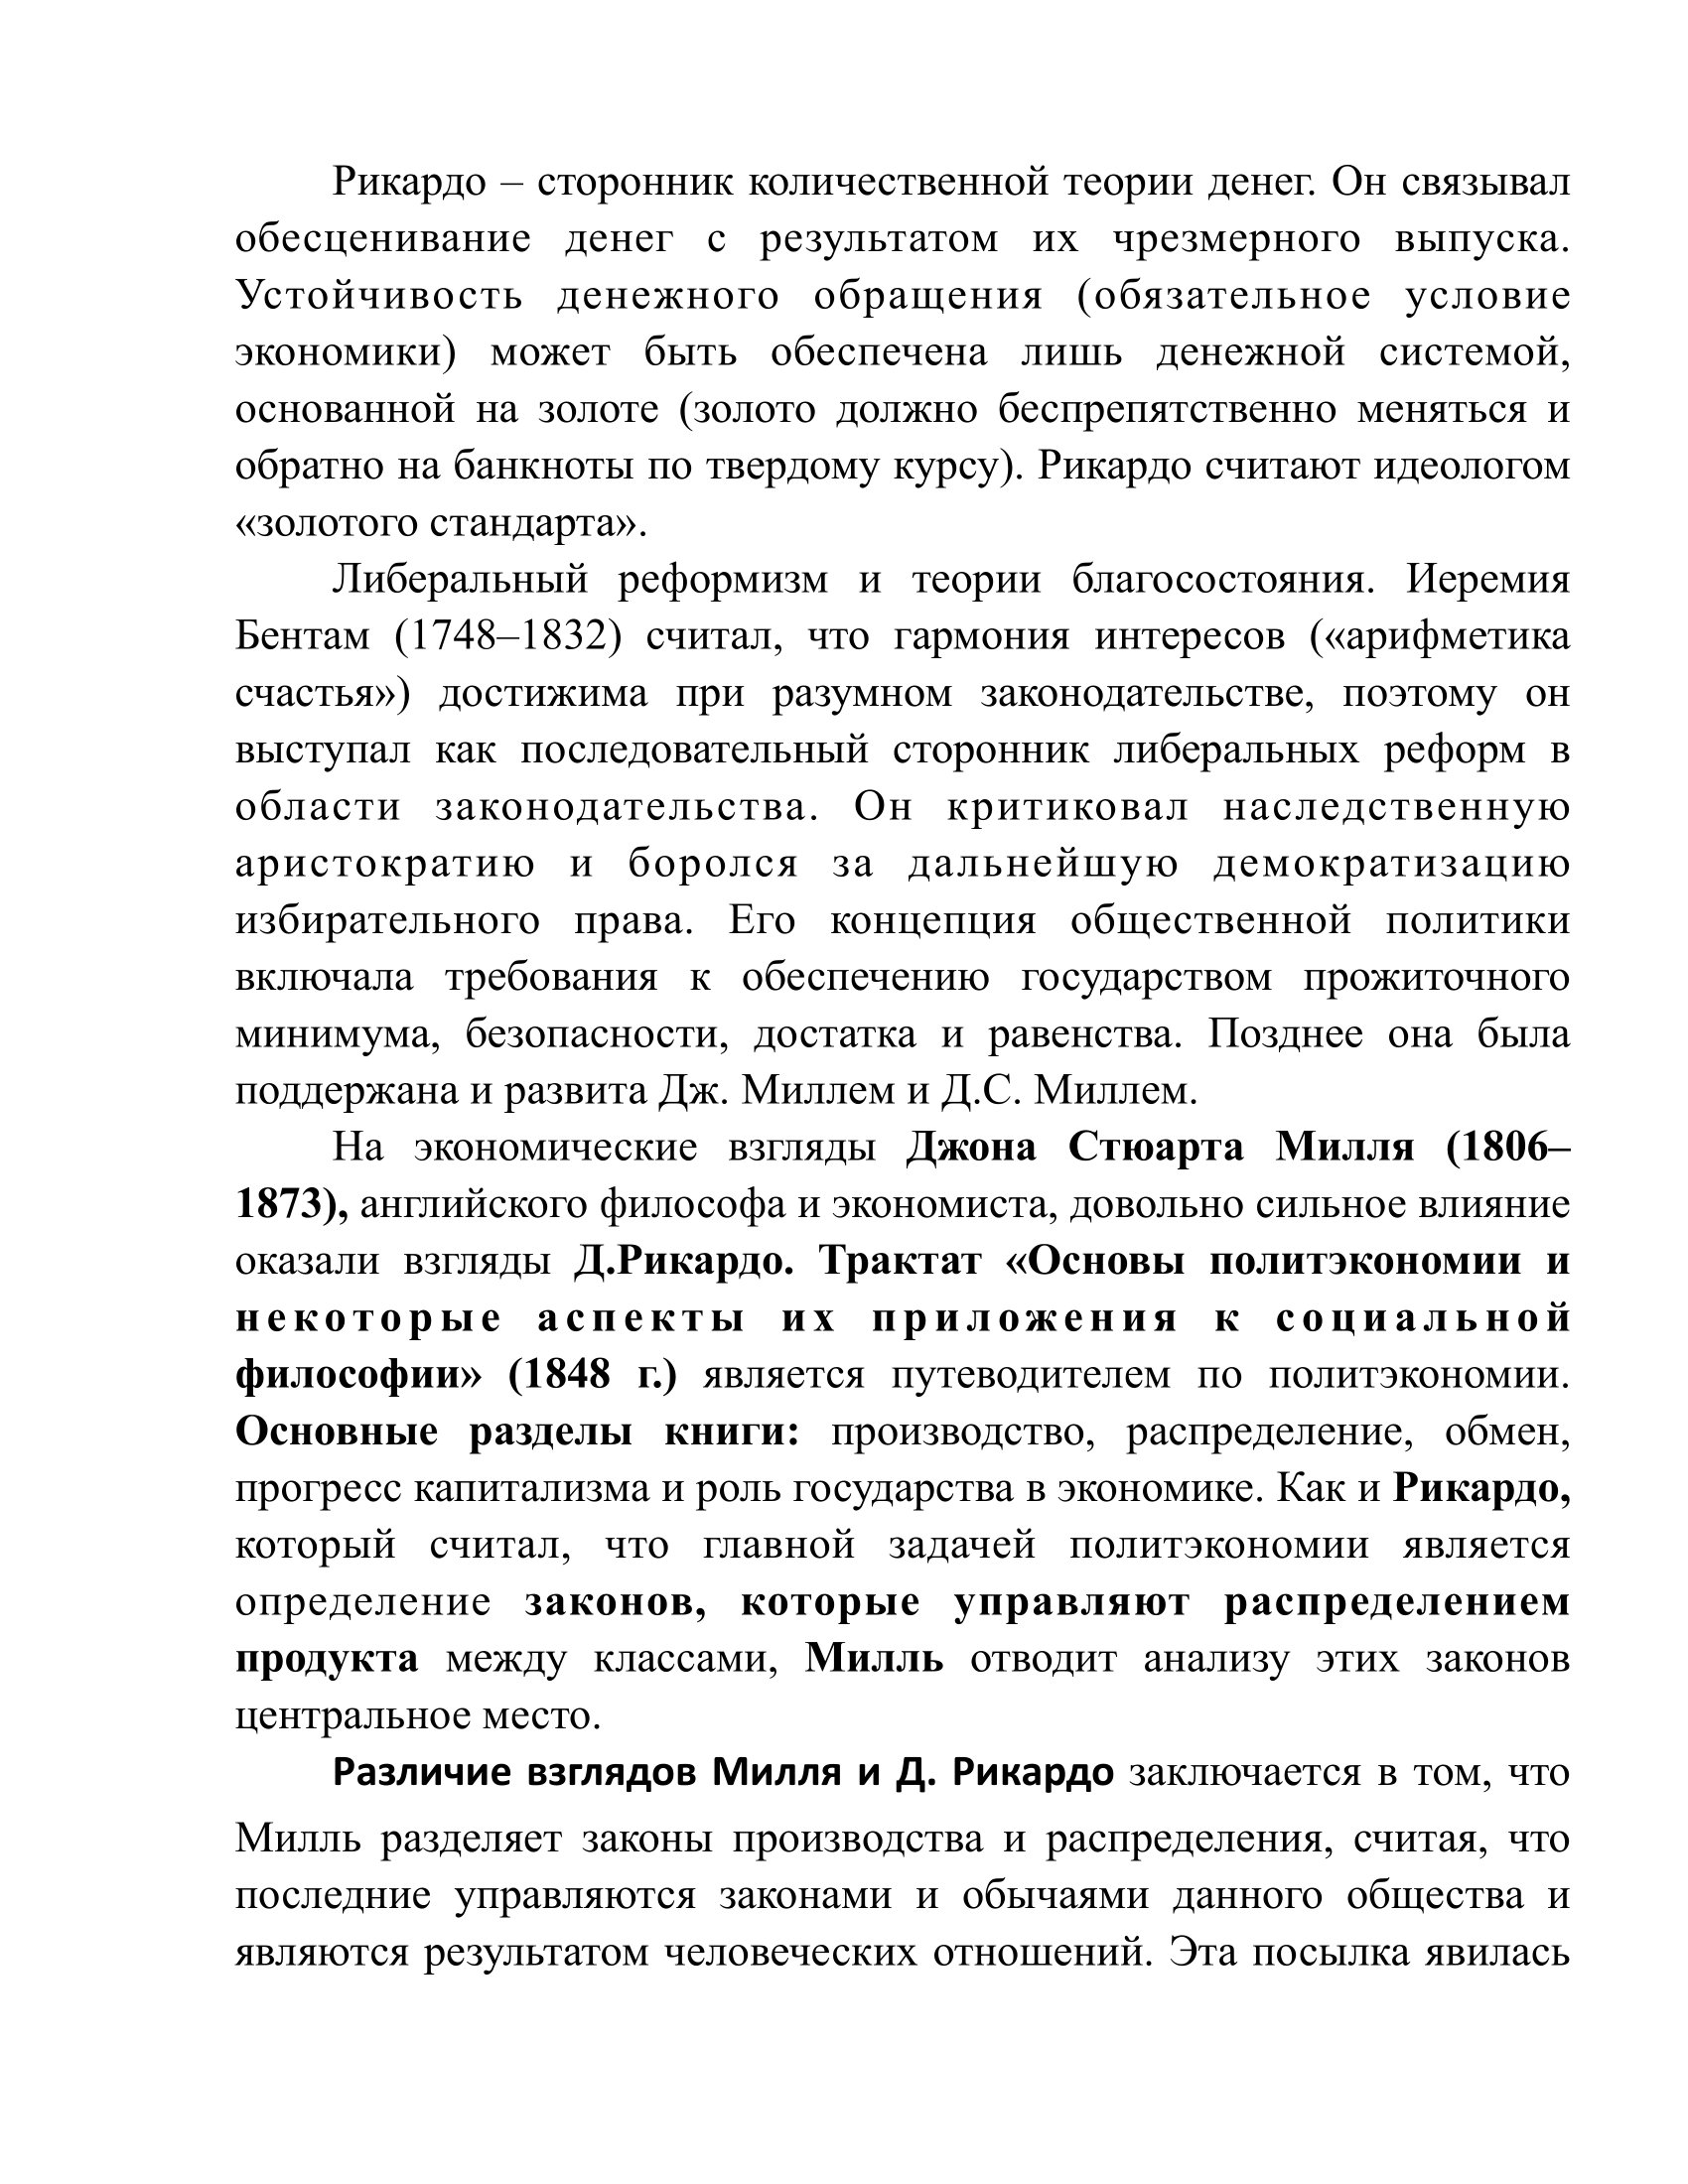 Рикардо – сторонник количественной теории денег. Он связывал
обесценивание денег с результатом их чрезмерного выпуска.
Устойчивость денежного обращения (обязательное условие
экономики) может быть обеспечена лишь денежной системой,
основанной на золоте (золото должно беспрепятственно меняться и
обратно на банкноты по твердому курсу). Рикардо считают идеологом
«золотого стандарта».
Либеральный реформизм и теории благосостояния. Иеремия
Бентам (1748–1832) считал, что гармония интересов («арифметика
счастья») достижима при разумном законодательстве, поэтому он
выступал как последовательный сторонник либеральных реформ в
области законодательства. Он критиковал наследственную
аристократию и боролся за дальнейшую демократизацию
избирательного права. Его концепция общественной политики
включала требования к обеспечению государством прожиточного
минимума, безопасности, достатка и равенства. Позднее она была
поддержана и развита Дж. Миллем и Д.С. Миллем.
На экономические взгляды Джона Стюарта Милля (1806–
1873), английского философа и экономиста, довольно сильное влияние
оказали взгляды Д.Рикардо. Трактат «Основы политэкономии и
некоторые аспекты их приложения к социальной
философии» (1848 г.) является путеводителем по политэкономии.
Основные разделы книги: производство, распределение, обмен,
прогресс капитализма и роль государства в экономике. Как и Рикардо,
который считал, что главной задачей политэкономии является
определение законов, которые управляют распределением
продукта между классами, Милль отводит анализу этих законов
центральное место.
Различие взглядов Милля и Д. Рикардо заключается в том, что
Милль разделяет законы производства и распределения, считая, что
последние управляются законами и обычаями данного общества и
являются результатом человеческих отношений. Эта посылка явилась